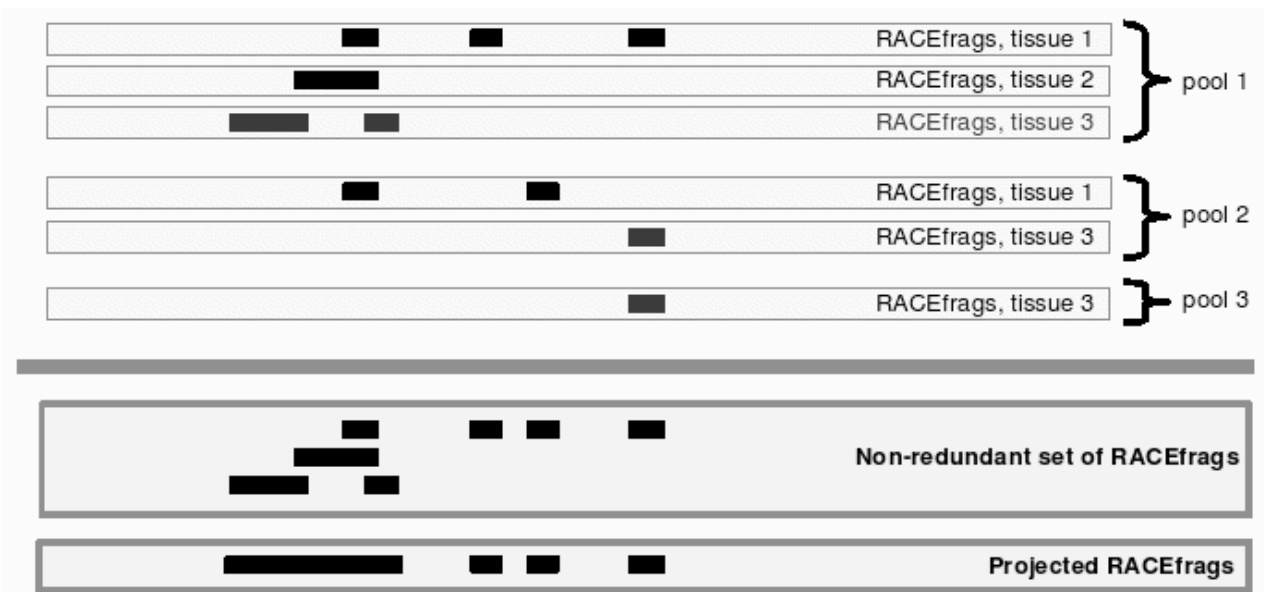 RACEfrags, tissue 1
RACEfrags, tissue 2
pool 1
RACEfrags, tissue 3
RACEfrags, tissue 1
pool 2
RACEfrags, tissue 3
RACEfrags, tissue 3
pool 3
Non-redundant set of RACEfrags
Projected RACEfrags